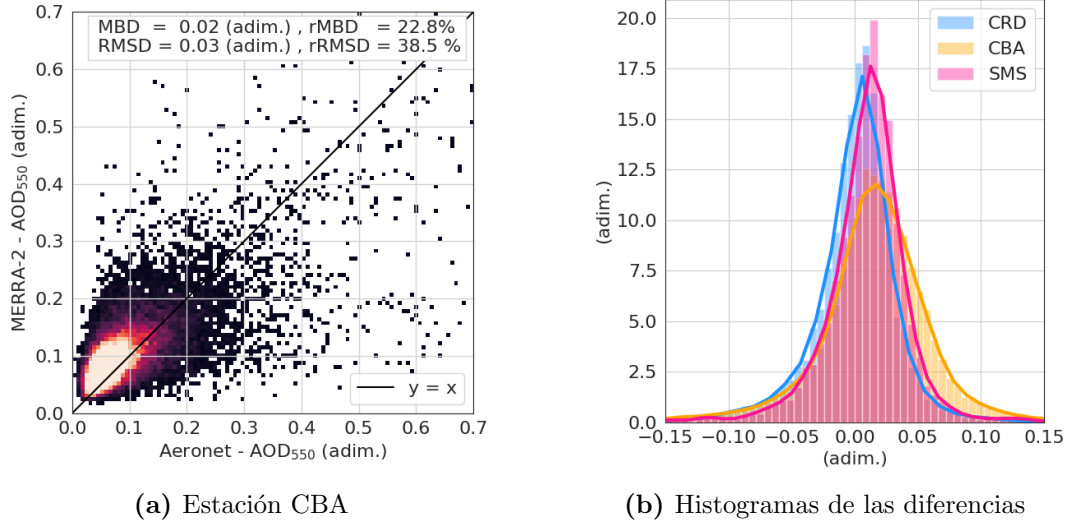 MBD = 0.02 (adim.) , rMBD = 22.8%
RMSD = 0.03 (adim.) , rRMSD = 38.5 %
0.7
0.6
0.5
0.4
0.3
0.2
0.1
0.0
MERRA-2 - AOD550 (adim.)
y = x
0.0 0.1 0.2 0.3 0.4 0.5 0.6 0.7
Aeronet - AOD550 (adim.)
(a) Estación CBA
CRD
CBA
SMS
20.0
17.5
15.0
12.5
10.0
7.5
5.0
2.5
0.0
(adim.)
−0.15 −0.10 −0.05 0.00 0.05 0.10 0.15
(adim.)
(b) Histogramas de las diferencias